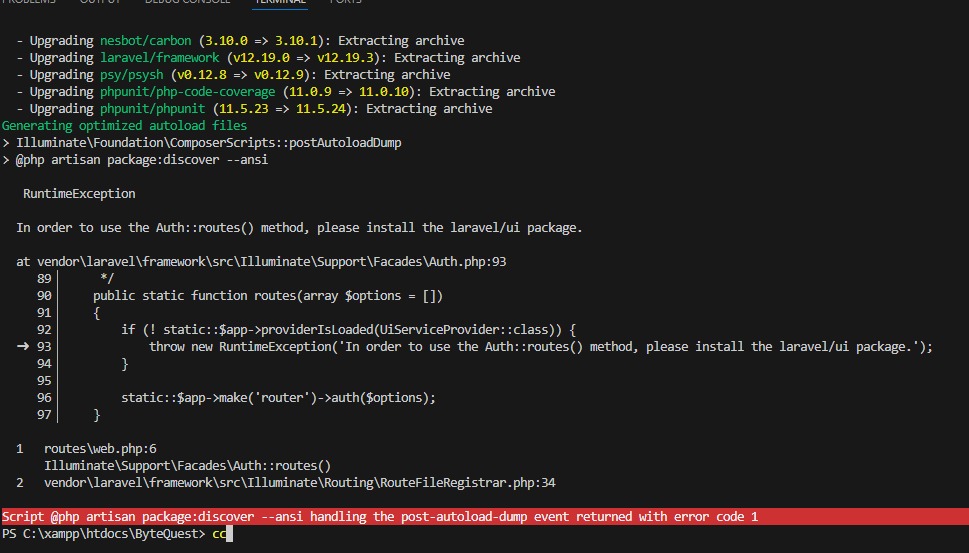 PROBLEMS OUTPUT DEBUG CONSOLE TERMINAL PORTS
- Upgrading nesbot/carbon (3.10.0 => 3.10.1): Extracting archive
- Upgrading laravel/framework (v12.19.0 => v12.19.3): Extracting archive
- Upgrading psy/psysh (v0.12.8 => v0.12.9): Extracting archive
- Upgrading phpunit/php-code-coverage (11.0.9 => 11.0.10): Extracting archive
- Upgrading phpunit/phpunit (11.5.23 => 11.5.24): Extracting archive
Generating optimized autoload files
> Illuminate\Foundation\ComposerScripts::postAutoloadDump
> @php artisan package:discover --ansi
RuntimeException
In order to use the Auth::routes() method, please install the laravel/ui package.
at vendor\laravel\framework\src\Illuminate\Support\Facades\Auth.php:93
89 */
90 public static function routes(array $options = [])
91 {
92 if (! static::$app->providerIsLoaded(UiServiceProvider::class)) {
➜ 93 throw new RuntimeException('In order to use the Auth::routes() method, please install the laravel/ui package.');
94 }
95
96 static::$app->make('router')->auth($options);
97 }
1 routes\web.php:6
Illuminate\Support\Facades\Auth::routes()
2 vendor\laravel\framework\src\Illuminate\Routing\RouteFileRegistrar.php:34
Script @php artisan package:discover --ansi handling the post-autoload-dump event returned with error code 1
PS C:\xampp\htdocs\ByteQuest> cc